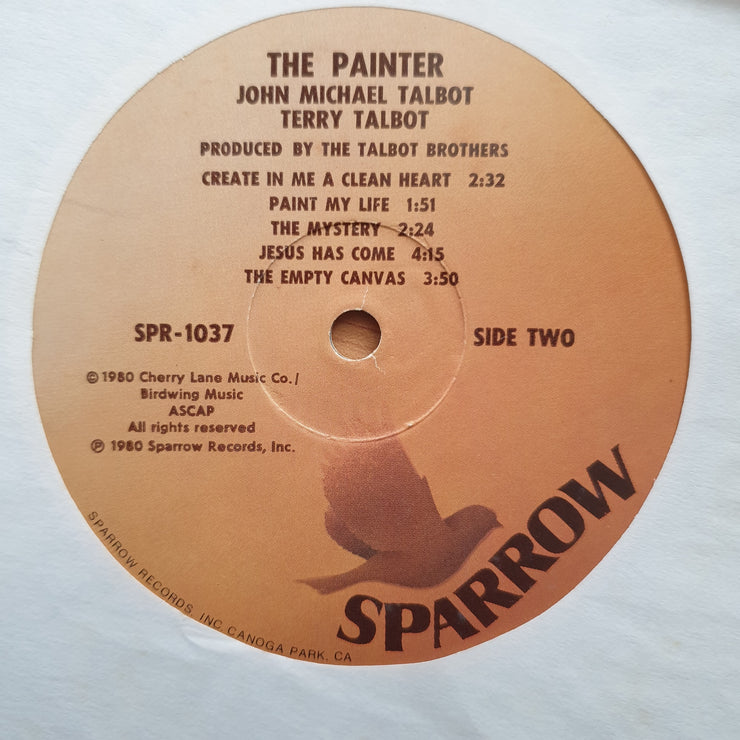 THE PAINTER
JOHN MICHAEL TALBOT
TERRY TALBOT
PRODUCED BY THE TALBOT BROTHERS
CREATE IN ME A CLEAN HEART 2:32
PAINT MY LIFE 1:51
THE MYSTERY 2:24
JESUS HAS COME 4:15
THE EMPTY CANVAS 3:50
SPR-1037
SIDE TWO
© 1980 Cherry Lane Music Co./
Birdwing Music
ASCAP
All rights reserved
℗ 1980 Sparrow Records, Inc.
SPARROW
SPARROW RECORDS, INC CANOGA PARK, CA